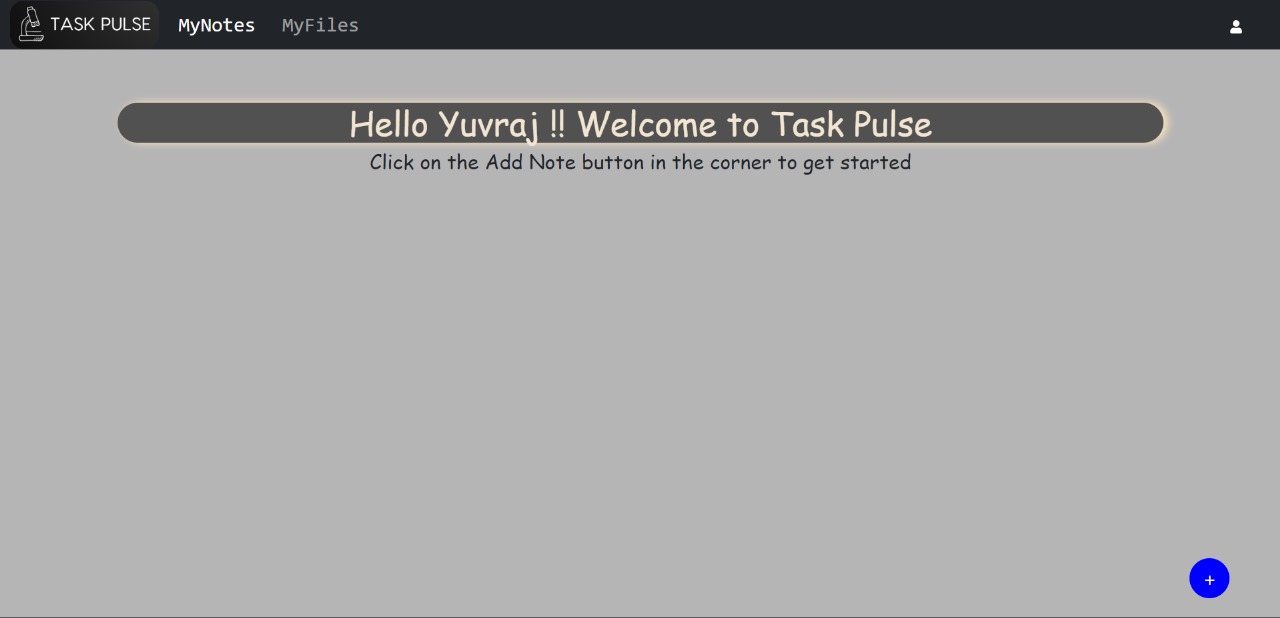 TASK PULSE MyNotes MyFiles
Hello Yuvraj !! Welcome to Task Pulse
Click on the Add Note button in the corner to get started
+